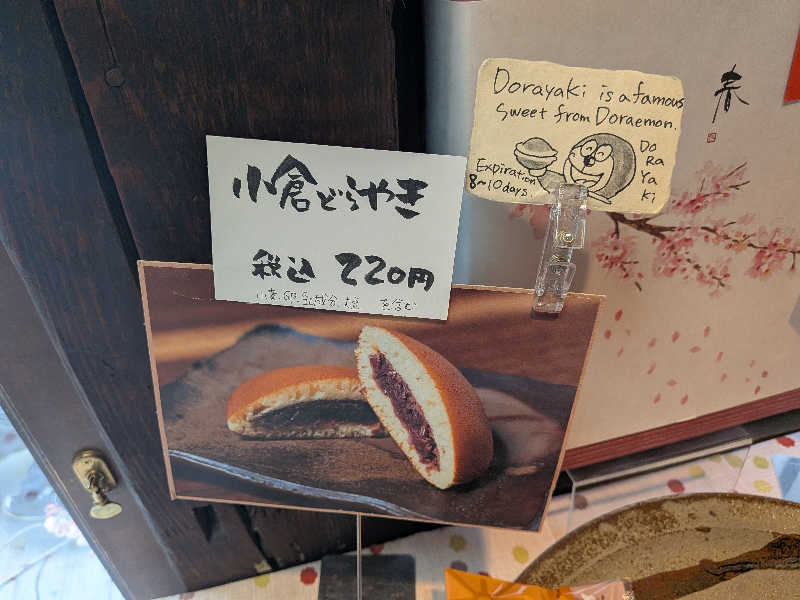 小倉どらやき
税込 220円
Dorayaki is a famous
sweet from Doraemon.
Expiration
8~10days
Do
Ra
Ya
ki
春